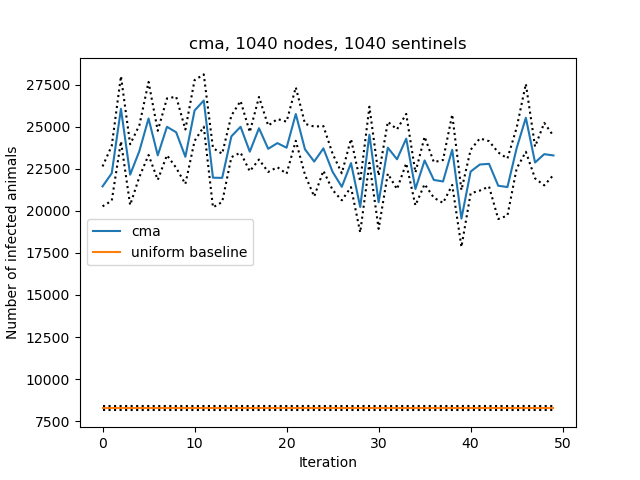 cma, 1040 nodes, 1040 sentinels
Number of infected animals
27500
25000
22500
20000
17500
15000
12500
10000
7500
cma
uniform baseline
0 10 20 30 40 50
Iteration